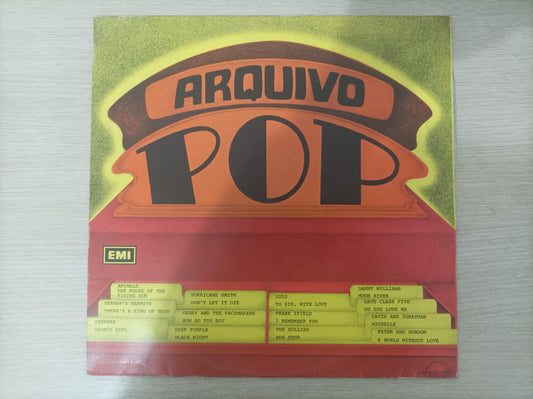 ARQUIVO
POP
EMI
ANIMALS
THE HOUSE OF THE
RISING SUN
HERMAN'S HERMITS
THERE'S A KIND OF HUSH
SEEKERS
GEORGY GIRL
HURRICANE SMITH
DON'T LET IT DIE
GERRY AND THE PACEMAKERS
HOW DO YOU DO?
DEEP PURPLE
BLACK NIGHT
LULU
TO SIR, WITH LOVE
FRANK IFIELD
I REMEMBER YOU
THE HOLLIES
BUS STOP
DANNY WILLIAMS
MOON RIVER
DAVE CLARK FIVE
DO YOU LOVE ME
DAVID AND JONATHAN
MICHELLE
PETER AND GORDON
A WORLD WITHOUT LOVE